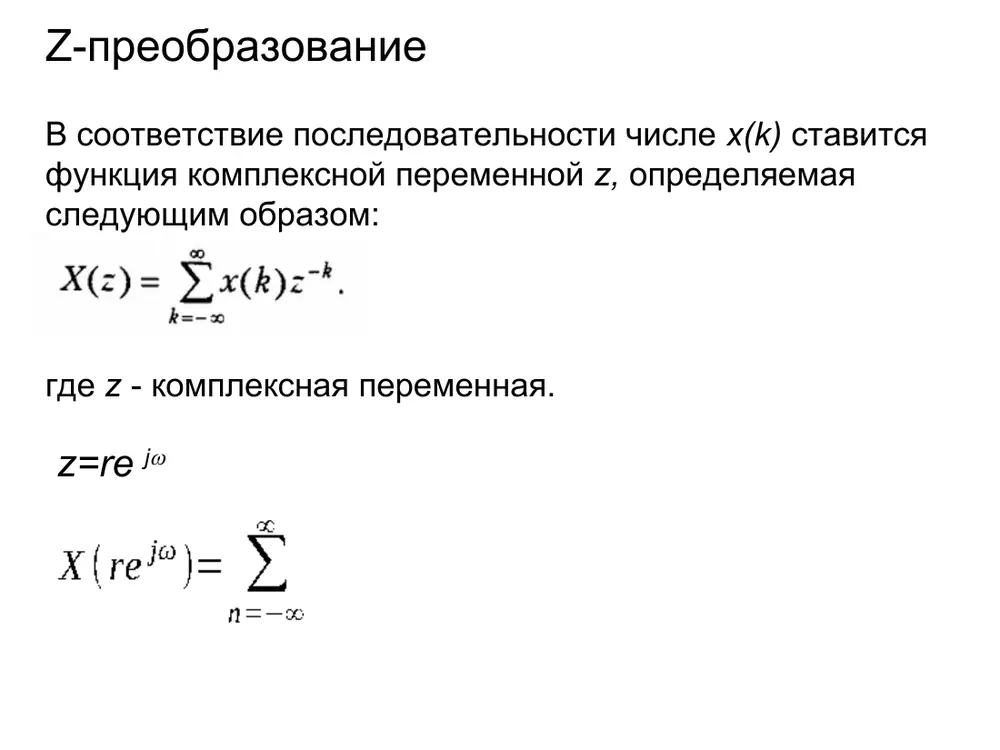 Z-преобразование
В соответствие последовательности числе x(k) ставится
функция комплексной переменной z, определяемая
следующим образом:
X(z) = ∑_{k=-∞}^{∞} x(k)z^{-k}.
где z - комплексная переменная.
z=re^{jω}
X(re^{jω})= ∑_{n=-∞}^{∞}